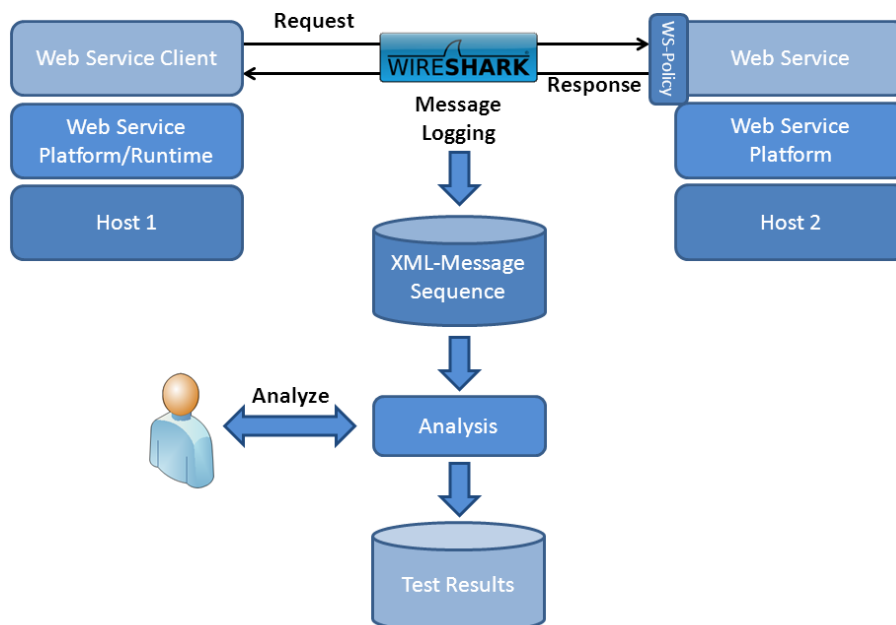 Request
Web Service Client
WIRESHARK
WS-Policy
Web Service
Response
Message
Logging
Web Service
Platform/Runtime
Web Service
Platform
Host 1
Host 2
XML-Message
Sequence
Analyze
Analysis
Test Results